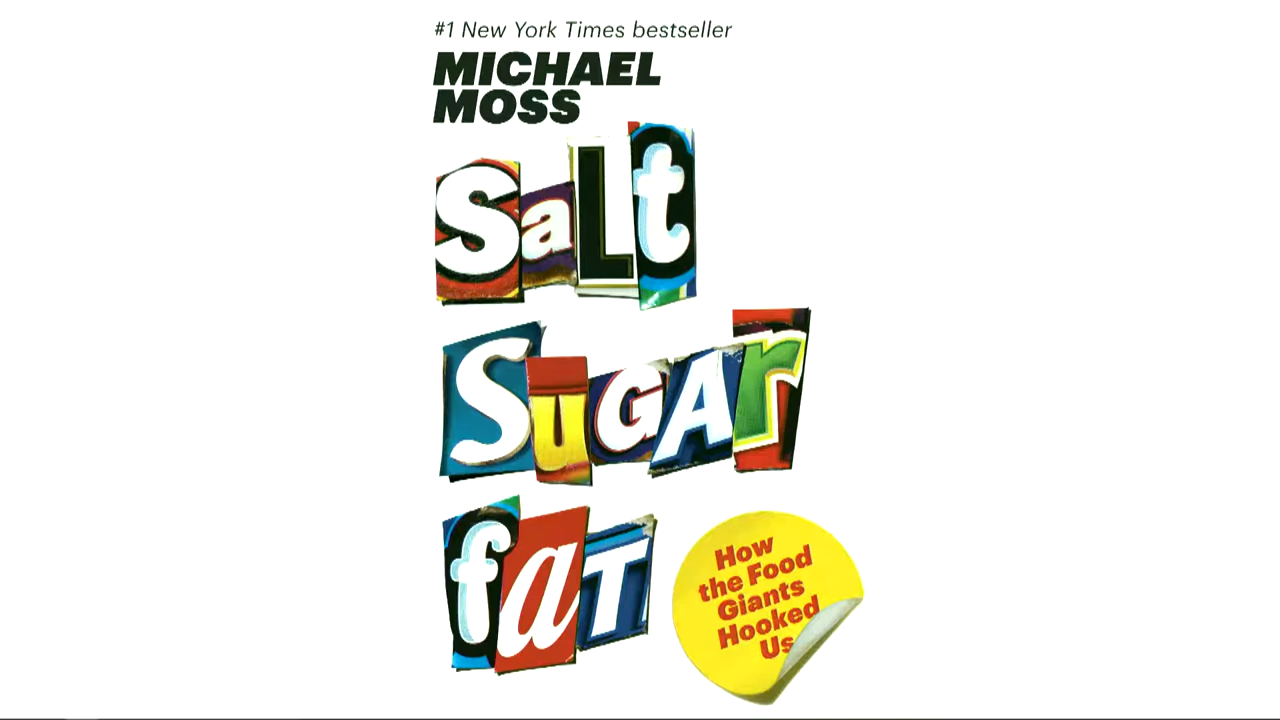 #1 New York Times bestseller
MICHAEL
MOSS
SaLt
SuGAr
faT
How
the Food
Giants
Hooked
Us